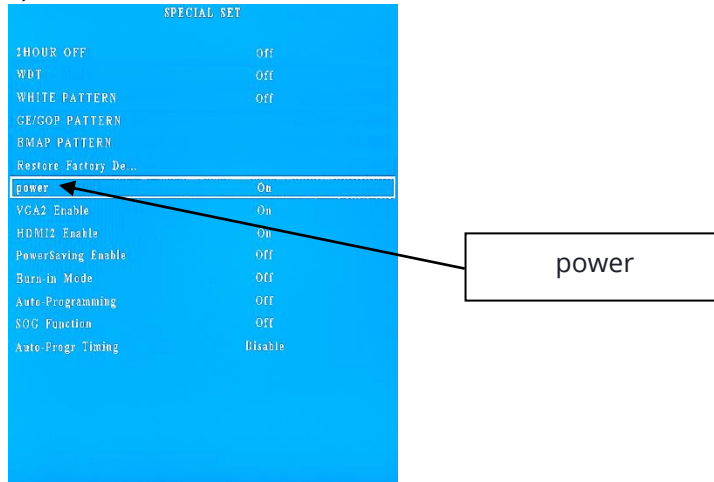 SPECIAL SET
2HOUR OFF Off
WDT Off
WHITE PATTERN Off
GE/GOP PATTERN
BMAP PATTERN
Restore Factory De...
power On
VGA2 Enable On
HDMI2 Enable On
PowerSaving Enable Off
Burn-in Mode Off
Auto-Programming Off
SOG Function Off
Auto-Progr Timing Disable
power